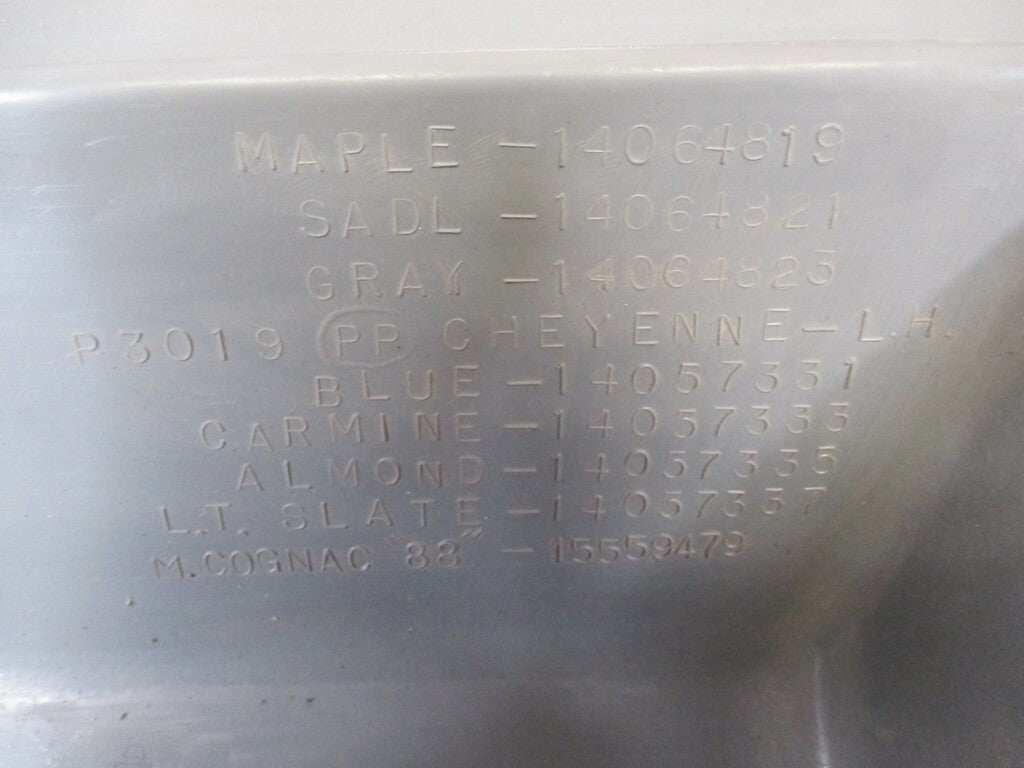 MAPLE -14064819
SADL -14064821
GRAY -14064823
P3019 PP CHEYENNE-L.H.
BLUE -14057331
CARMINE -14057333
ALMOND -14057335
L.T. SLATE -14057337
M.COGNAC "88" -15559479